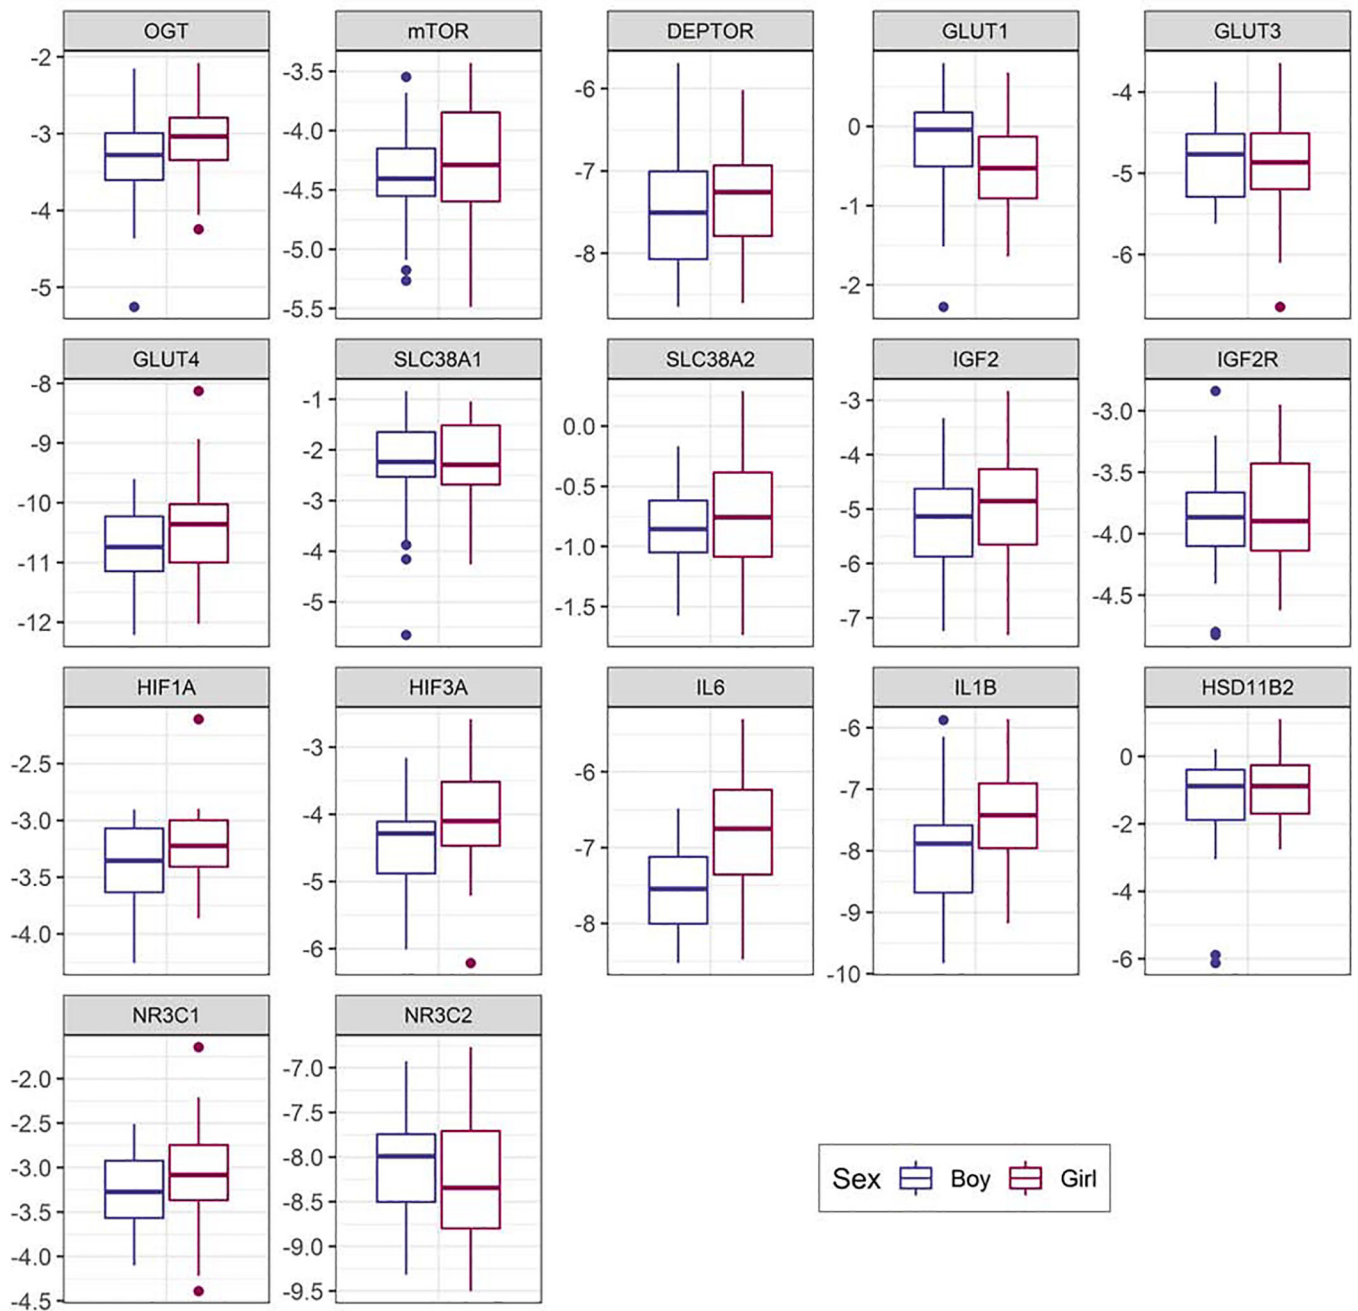 OGT mTOR DEPTOR GLUT1 GLUT3
-2 -3 -4 -5
-3.5 -4.0 -4.5 -5.0 -5.5
-6 -7 -8
0 -1 -2
-4 -5 -6
GLUT4 SLC38A1 SLC38A2 IGF2 IGF2R
-8 -9 -10 -11 -12
-1 -2 -3 -4 -5
0.0 -0.5 -1.0 -1.5
-3 -4 -5 -6 -7
-3.0 -3.5 -4.0 -4.5
HIF1A HIF3A IL6 IL1B HSD11B2
-2.5 -3.0 -3.5 -4.0
-3 -4 -5 -6
-6 -7 -8
-6 -7 -8 -9 -10
0 -2 -4 -6
NR3C1 NR3C2
-2.0 -2.5 -3.0 -3.5 -4.0 -4.5
-7.0 -7.5 -8.0 -8.5 -9.0 -9.5
Sex Boy Girl